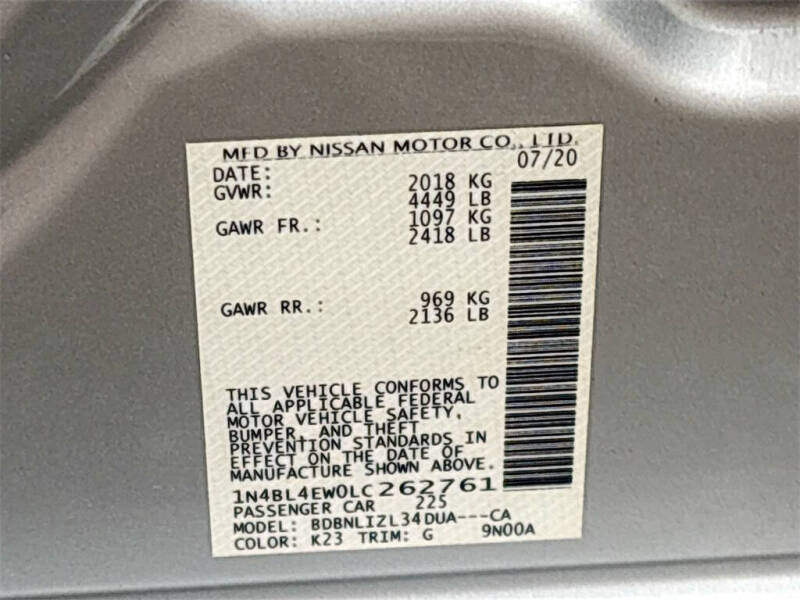 MFD BY NISSAN MOTOR CO., LTD.
DATE: 07/20
GVWR: 2018 KG
4449 LB
GAWR FR.: 1097 KG
2418 LB
GAWR RR.: 969 KG
2136 LB
THIS VEHICLE CONFORMS TO
ALL APPLICABLE FEDERAL
MOTOR VEHICLE SAFETY,
BUMPER, AND THEFT
PREVENTION STANDARDS IN
EFFECT ON THE DATE OF
MANUFACTURE SHOWN ABOVE.
1N4BL4EW0LC262761
PASSENGER CAR 225
MODEL: BDBNLIZL34DUA---CA
COLOR: K23 TRIM: G 9N00A